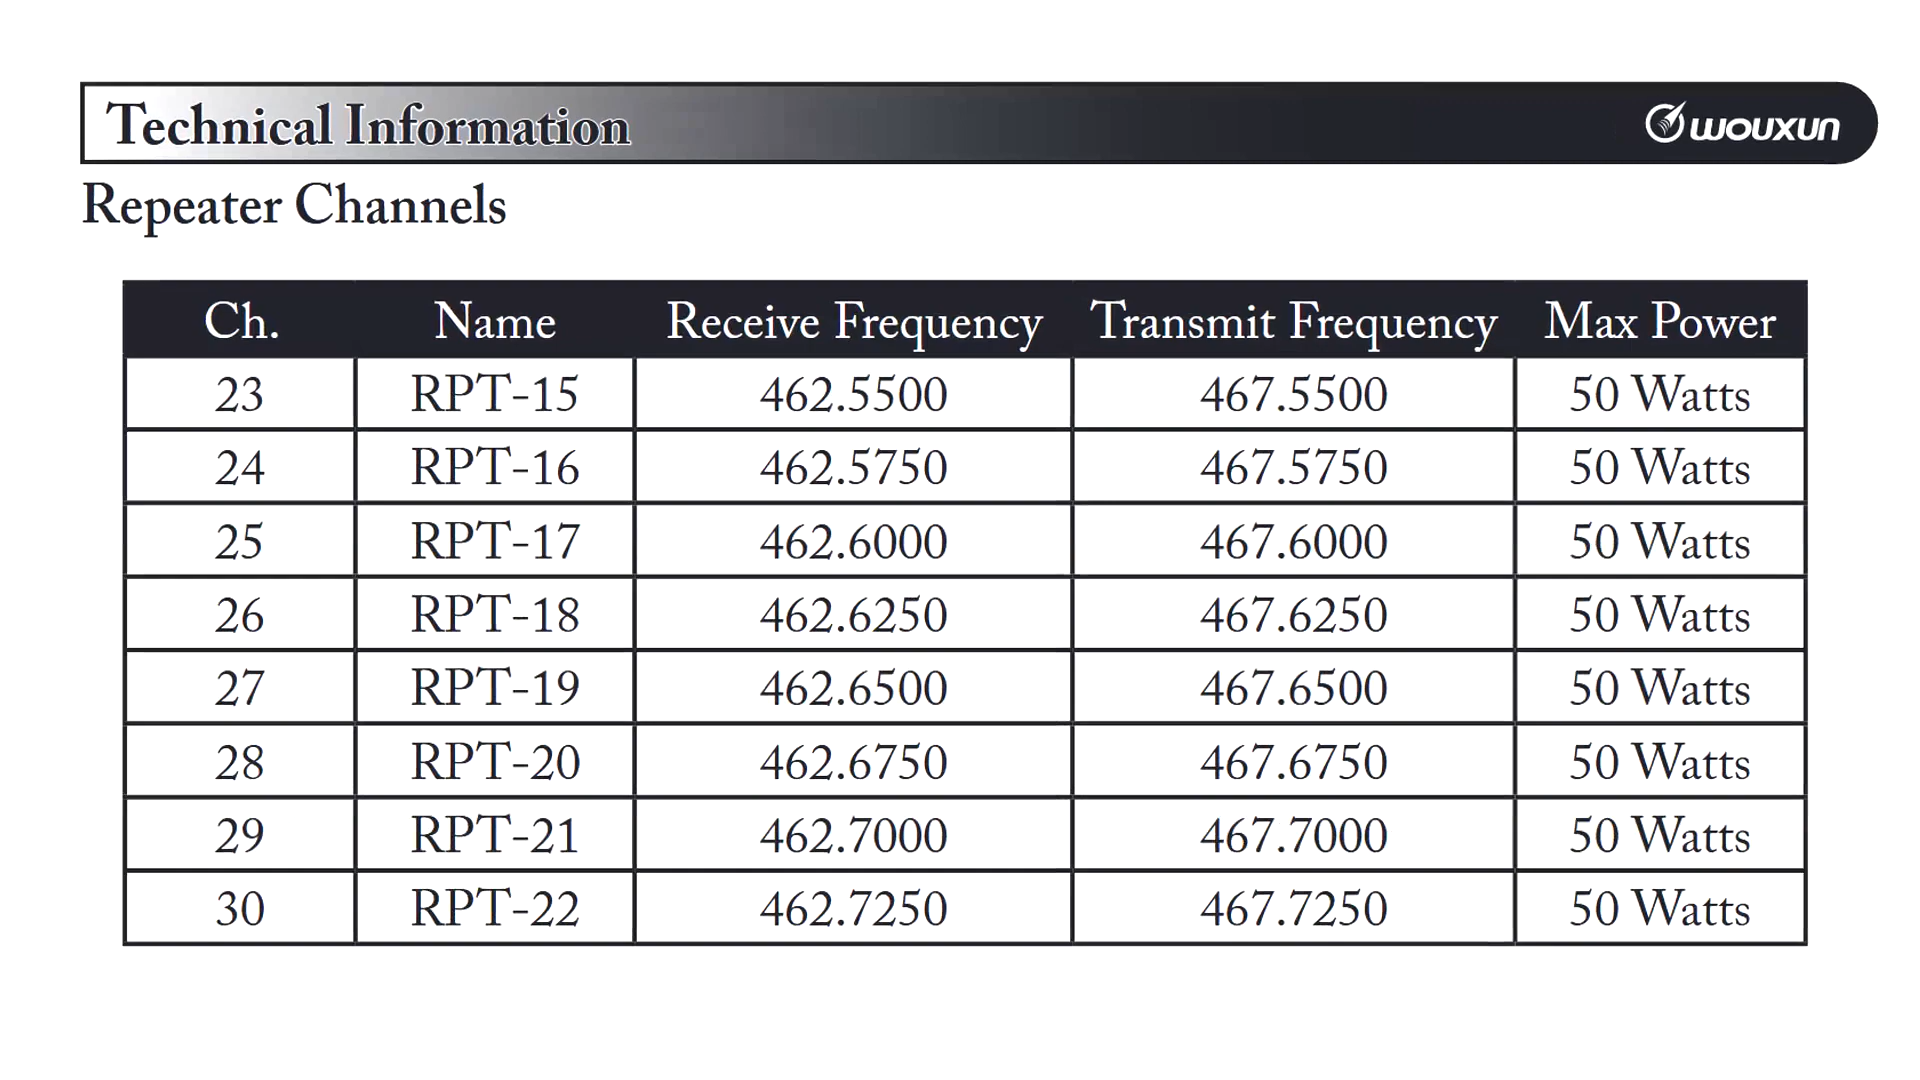 Technical Information
wouxun
Repeater Channels
Ch. Name Receive Frequency Transmit Frequency Max Power
23 RPT-15 462.5500 467.5500 50 Watts
24 RPT-16 462.5750 467.5750 50 Watts
25 RPT-17 462.6000 467.6000 50 Watts
26 RPT-18 462.6250 467.6250 50 Watts
27 RPT-19 462.6500 467.6500 50 Watts
28 RPT-20 462.6750 467.6750 50 Watts
29 RPT-21 462.7000 467.7000 50 Watts
30 RPT-22 462.7250 467.7250 50 Watts